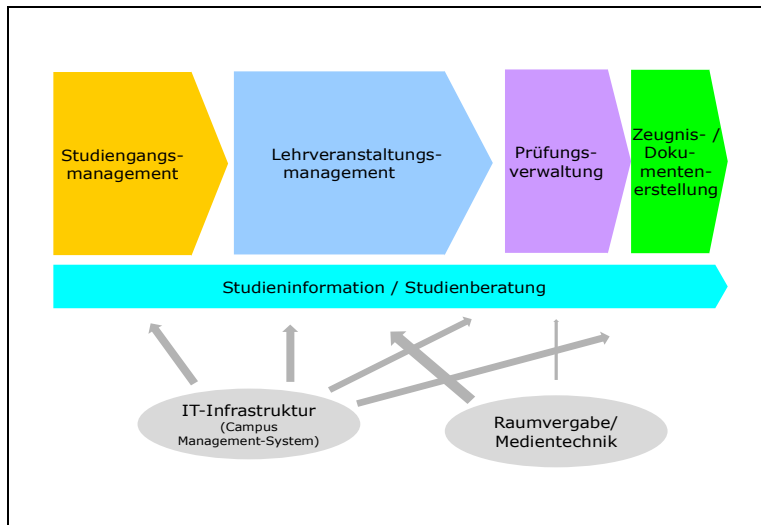 Studiengangs-
management
Lehrveranstaltungs-
management
Prüfungs-
verwaltung
Zeugnis- /
Doku-
menten-
erstellung
Studieninformation / Studienberatung
IT-Infrastruktur
(Campus
Management-System)
Raumvergabe/
Medientechnik